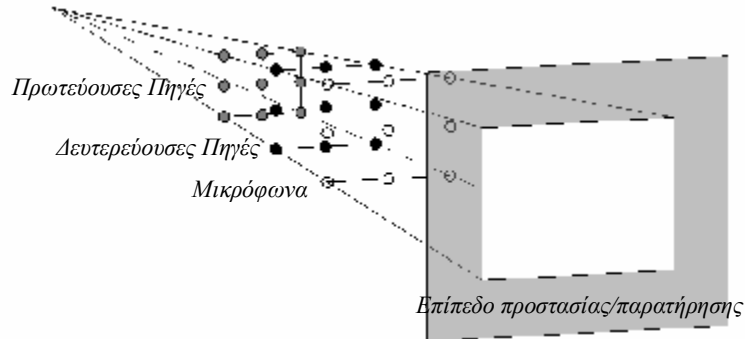 Πρωτεύουσες Πηγές
Δευτερεύουσες Πηγές
Μικρόφωνα
Επίπεδο προστασίας/παρατήρησης